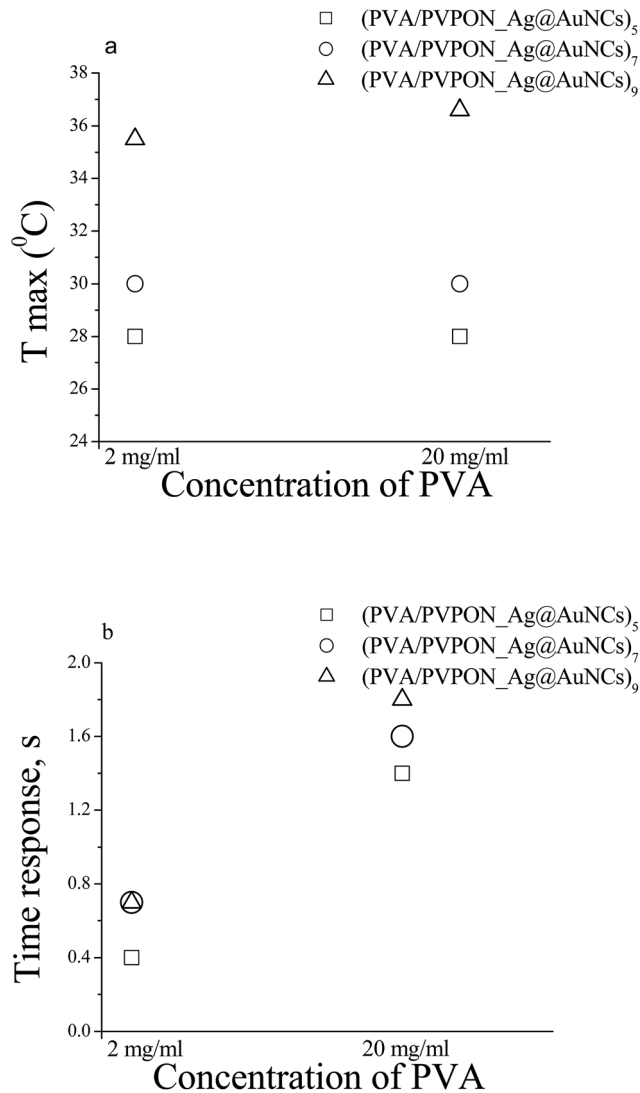 a
(PVA/PVPON_Ag@AuNCs)5
(PVA/PVPON_Ag@AuNCs)7
(PVA/PVPON_Ag@AuNCs)9
38
36
34
32
30
28
26
24
T max (⁰C)
2 mg/ml 20 mg/ml
Concentration of PVA
b
(PVA/PVPON_Ag@AuNCs)5
(PVA/PVPON_Ag@AuNCs)7
(PVA/PVPON_Ag@AuNCs)9
2.0
1.6
1.2
0.8
0.4
0.0
Time response, s
2 mg/ml 20 mg/ml
Concentration of PVA